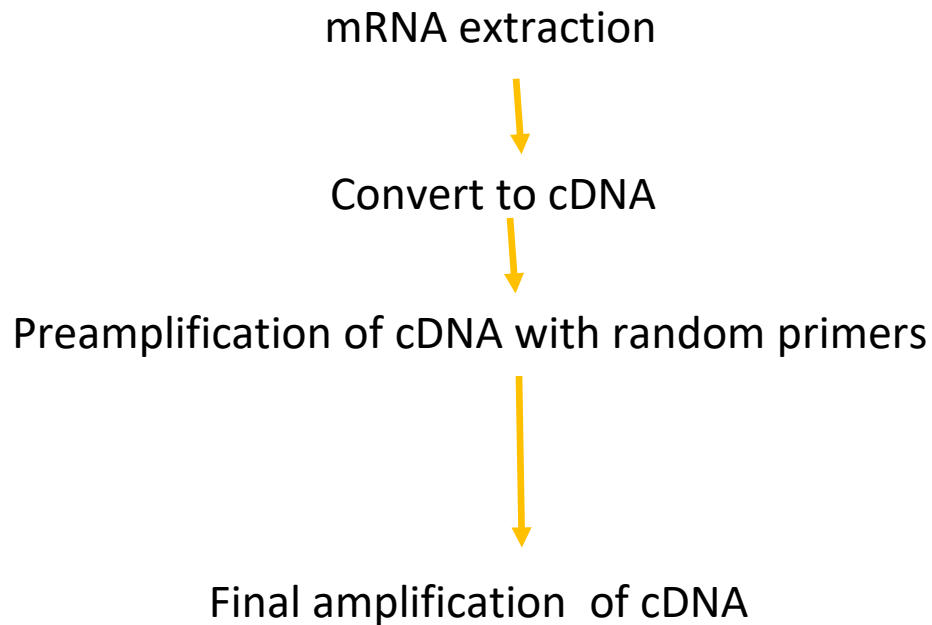 mRNA extraction
Convert to cDNA
Preamplification of cDNA with random primers
Final amplification  of cDNA